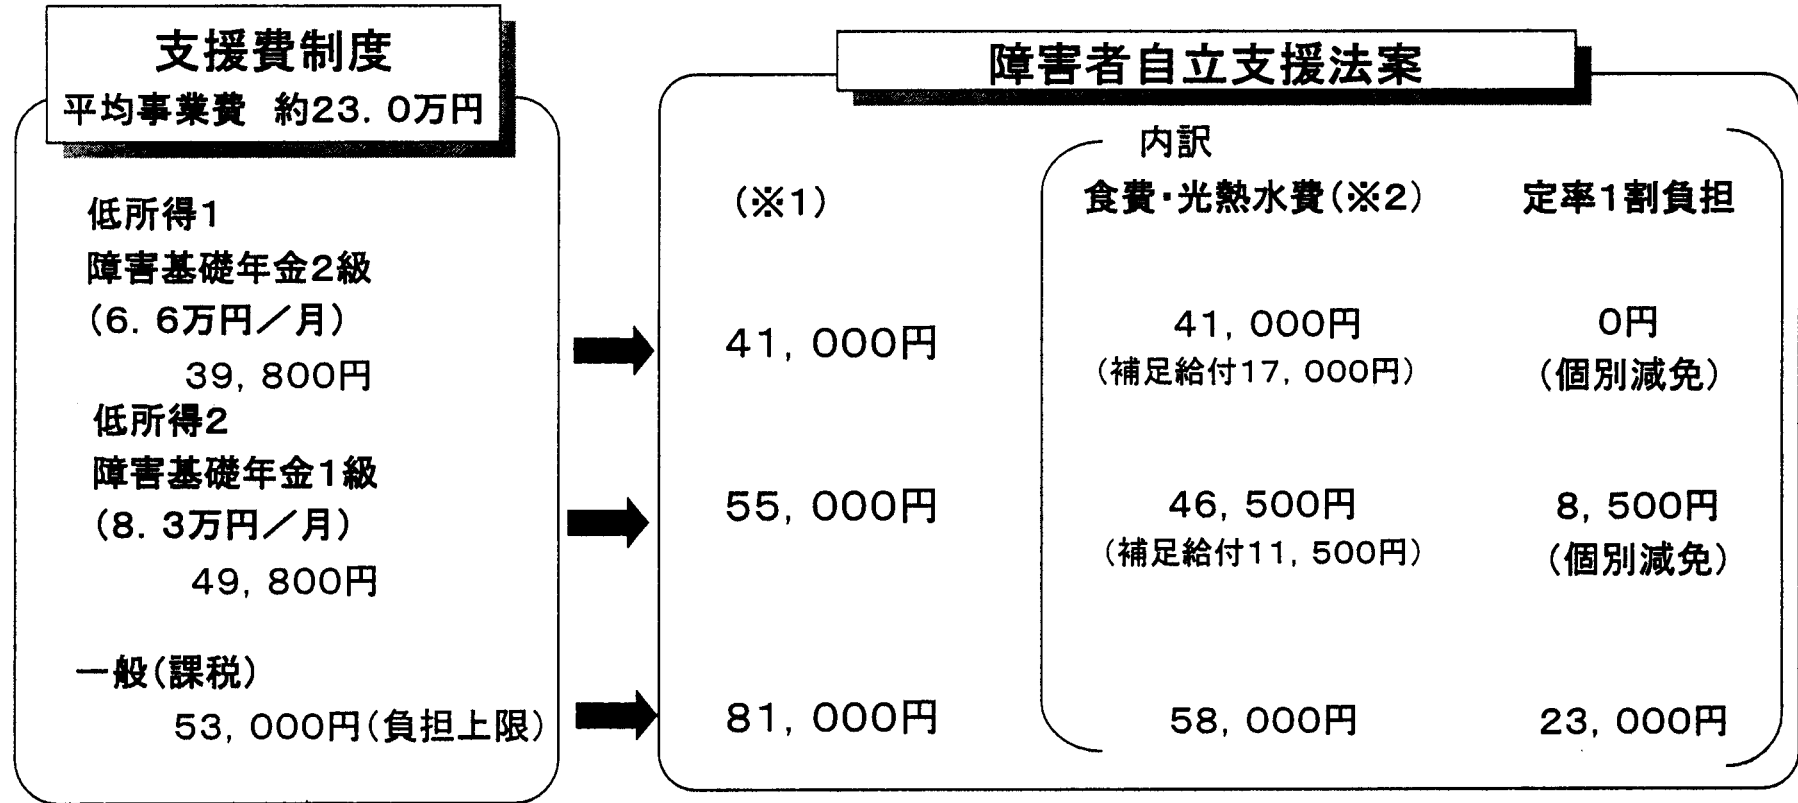 支援費制度
平均事業費 約23.0万円
低所得1
障害基礎年金2級
(6.6万円/月)
39,800円
低所得2
障害基礎年金1級
(8.3万円/月)
49,800円
一般(課税)
53,000円(負担上限)
障害者自立支援法案
内訳
(※1) 食費・光熱水費(※2) 定率1割負担
41,000円 41,000円 0円
(補足給付17,000円) (個別減免)
55,000円 46,500円 8,500円
(補足給付11,500円) (個別減免)
81,000円 58,000円 23,000円